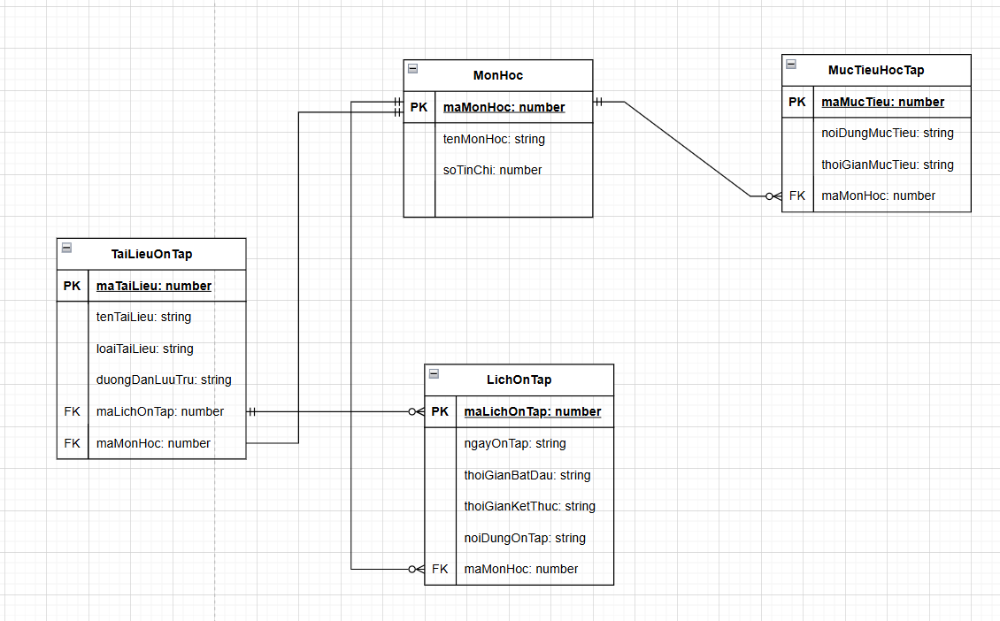 MonHoc
PK maMonHoc: number
tenMonHoc: string
soTinChi: number
MucTieuHocTap
PK maMucTieu: number
noiDungMucTieu: string
thoiGianMucTieu: string
FK maMonHoc: number
TaiLieuOnTap
PK maTaiLieu: number
tenTaiLieu: string
loaiTaiLieu: string
duongDanLuuTru: string
FK maLichOnTap: number
FK maMonHoc: number
LichOnTap
PK maLichOnTap: number
ngayOnTap: string
thoiGianBatDau: string
thoiGianKetThuc: string
noiDungOnTap: string
FK maMonHoc: number